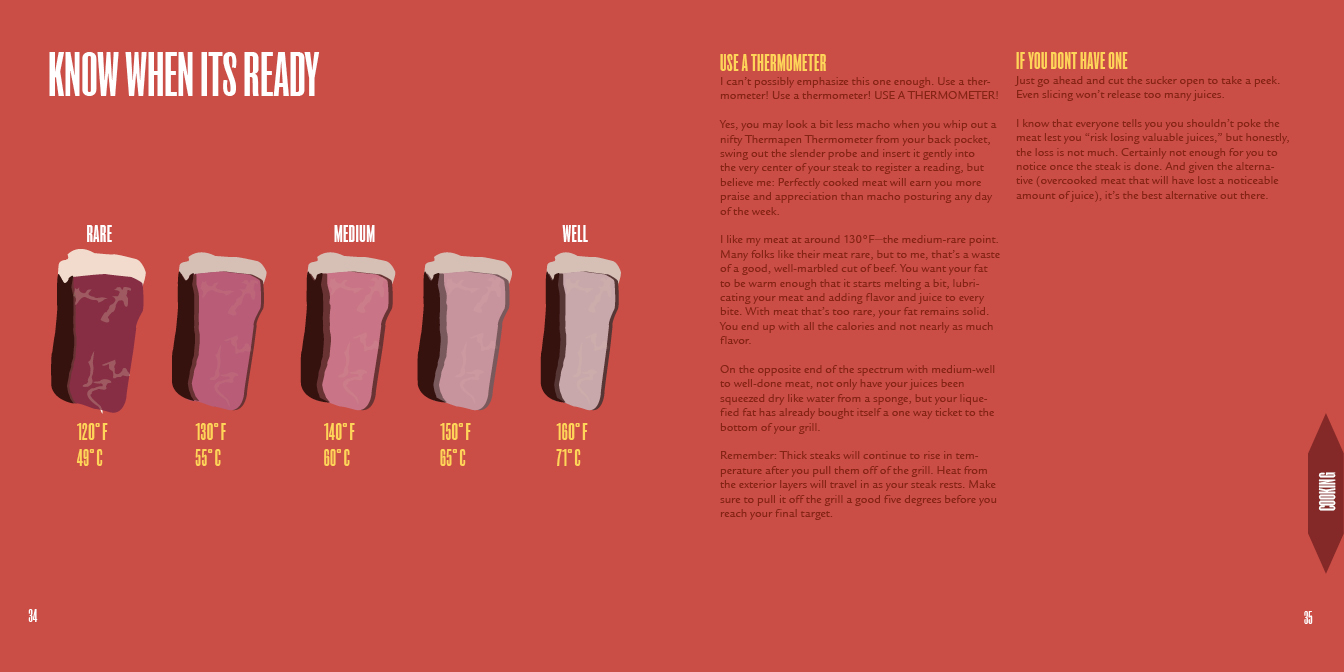 KNOW WHEN ITS READY
RARE
MEDIUM
WELL
120° F
49° C
130° F
55° C
140° F
60° C
150° F
65° C
160° F
71° C
34
USE A THERMOMETER
I can't possibly emphasize this one enough. Use a ther-
mometer! Use a thermometer! USE A THERMOMETER!
Yes, you may look a bit less macho when you whip out a
nifty Thermapen Thermometer from your back pocket,
swing out the slender probe and insert it gently into
the very center of your steak to register a reading, but
believe me: Perfectly cooked meat will earn you more
praise and appreciation than macho posturing any day
of the week.
I like my meat at around 130°F—the medium-rare point.
Many folks like their meat rare, but to me, that's a waste
of a good, well-marbled cut of beef. You want your fat
to be warm enough that it starts melting a bit, lubri-
cating your meat and adding flavor and juice to every
bite. With meat that's too rare, your fat remains solid.
You end up with all the calories and not nearly as much
flavor.
On the opposite end of the spectrum with medium-well
to well-done meat, not only have your juices been
squeezed dry like water from a sponge, but your lique-
fied fat has already bought itself a one way ticket to the
bottom of your grill.
Remember: Thick steaks will continue to rise in tem-
perature after you pull them off of the grill. Heat from
the exterior layers will travel in as your steak rests. Make
sure to pull it off the grill a good five degrees before you
reach your final target.
IF YOU DONT HAVE ONE
Just go ahead and cut the sucker open to take a peek.
Even slicing won't release too many juices.
I know that everyone tells you you shouldn't poke the
meat lest you “risk losing valuable juices,” but honestly,
the loss is not much. Certainly not enough for you to
notice once the steak is done. And given the alterna-
tive (overcooked meat that will have lost a noticeable
amount of juice), it's the best alternative out there.
COOKING
35